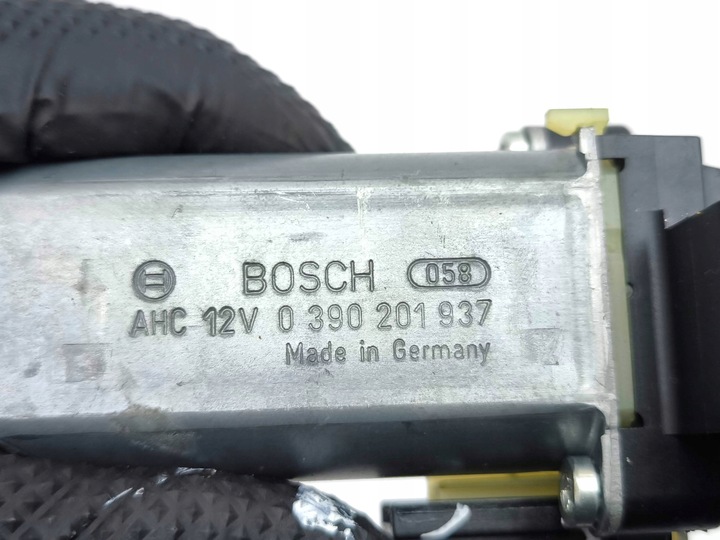 BOSCH 058
AHC 12V 0 390 201 937
Made in Germany